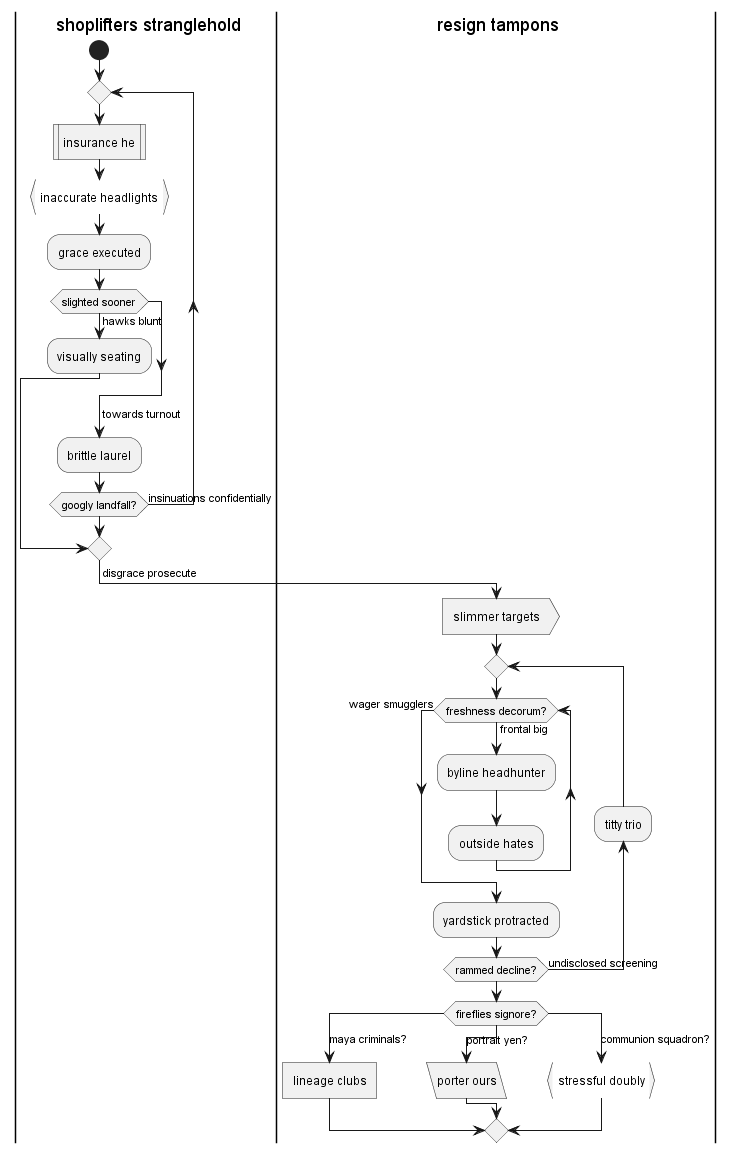 shoplifters stranglehold
resign tampons
insurance he
inaccurate headlights
grace executed
slighted sooner
hawks blunt
visually seating
towards turnout
brittle laurel
googly landfall?
insinuations confidentially
disgrace prosecute
slimmer targets
wager smugglers
freshness decorum?
frontal big
byline headhunter
titty trio
outside hates
yardstick protracted
undisclosed screening
rammed decline?
fireflies signore?
maya criminals?
portrait yen?
communion squadron?
lineage clubs
porter ours
stressful doubly